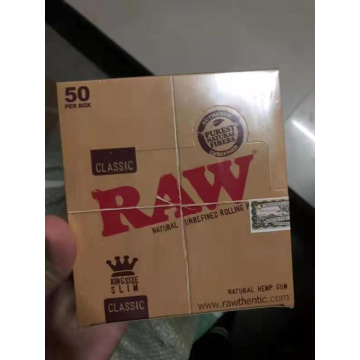 50
PER BOX
AUTHENTIC
PUREST
NATURAL
FIBERS
CLASSIC
RAW
NATURAL UNREFINED ROLLING
KINGSIZE
SLIM
CLASSIC
NATURAL HEMP GUM
www.rawthentic.com